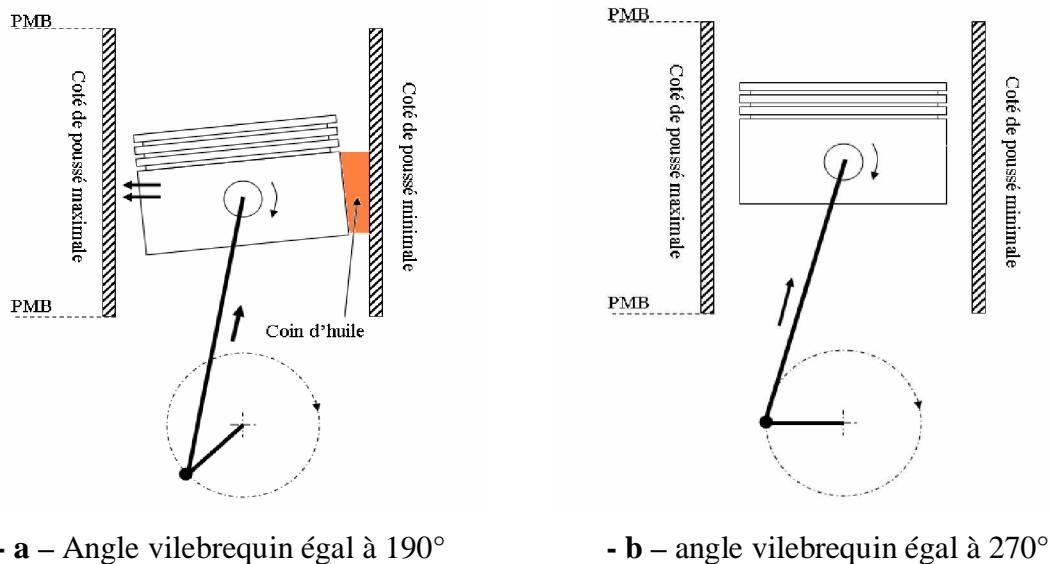 PMB
Coté de poussé maximale
Coté de poussé minimale
PMB
Coin d'huile
- a – Angle vilebrequin égal à 190°
PMB
Coté de poussé maximale
Coté de poussé minimale
PMB
- b – angle vilebrequin égal à 270°